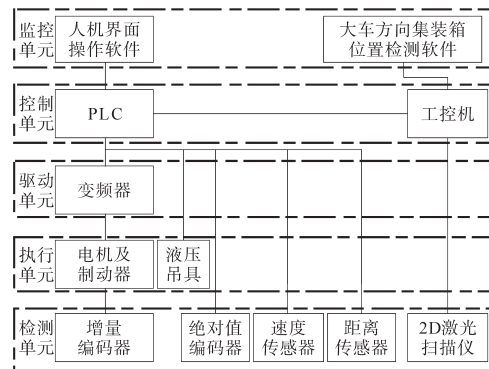 监控
单元
人机界面
操作软件
大车方向集装箱
位置检测软件
控制
单元
PLC
工控机
驱动
单元
变频器
执行
单元
电机及
制动器
液压
吊具
检测
单元
增量
编码器
绝对值
编码器
速度
传感器
距离
传感器
2D激光
扫描仪